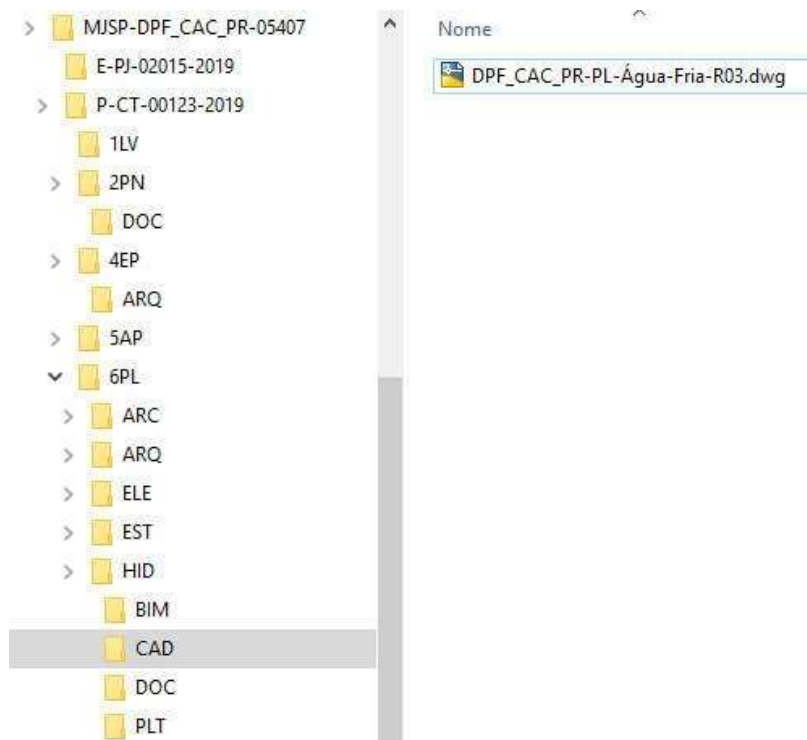 MJSP-DPF_CAC_PR-05407
E-PJ-02015-2019
P-CT-00123-2019
1LV
2PN
DOC
4EP
ARQ
5AP
6PL
ARC
ARQ
ELE
EST
HID
BIM
CAD
DOC
PLT
Nome
DPF_CAC_PR-PL-Água-Fria-R03.dwg